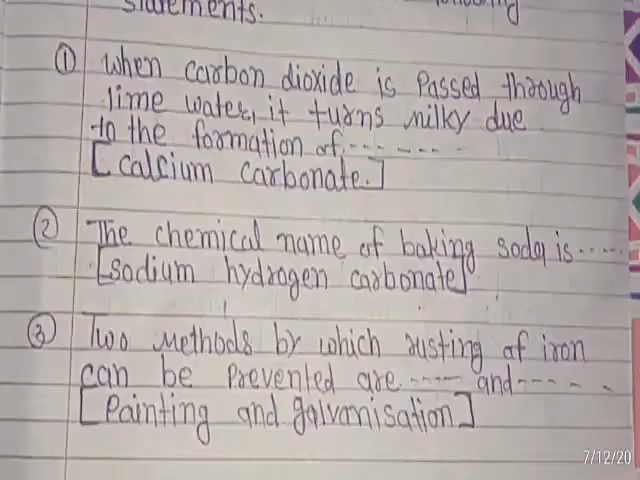 statements.
① When carbon dioxide is Passed through
lime water, it turns milky due
to the formation of.........
[calcium carbonate.]
② The chemical name of baking soda is.....
[sodium hydrogen carbonate]
③ Two methods by which rusting of iron
can be prevented are ----- and-----
[Painting and galvanisation]
7/12/20